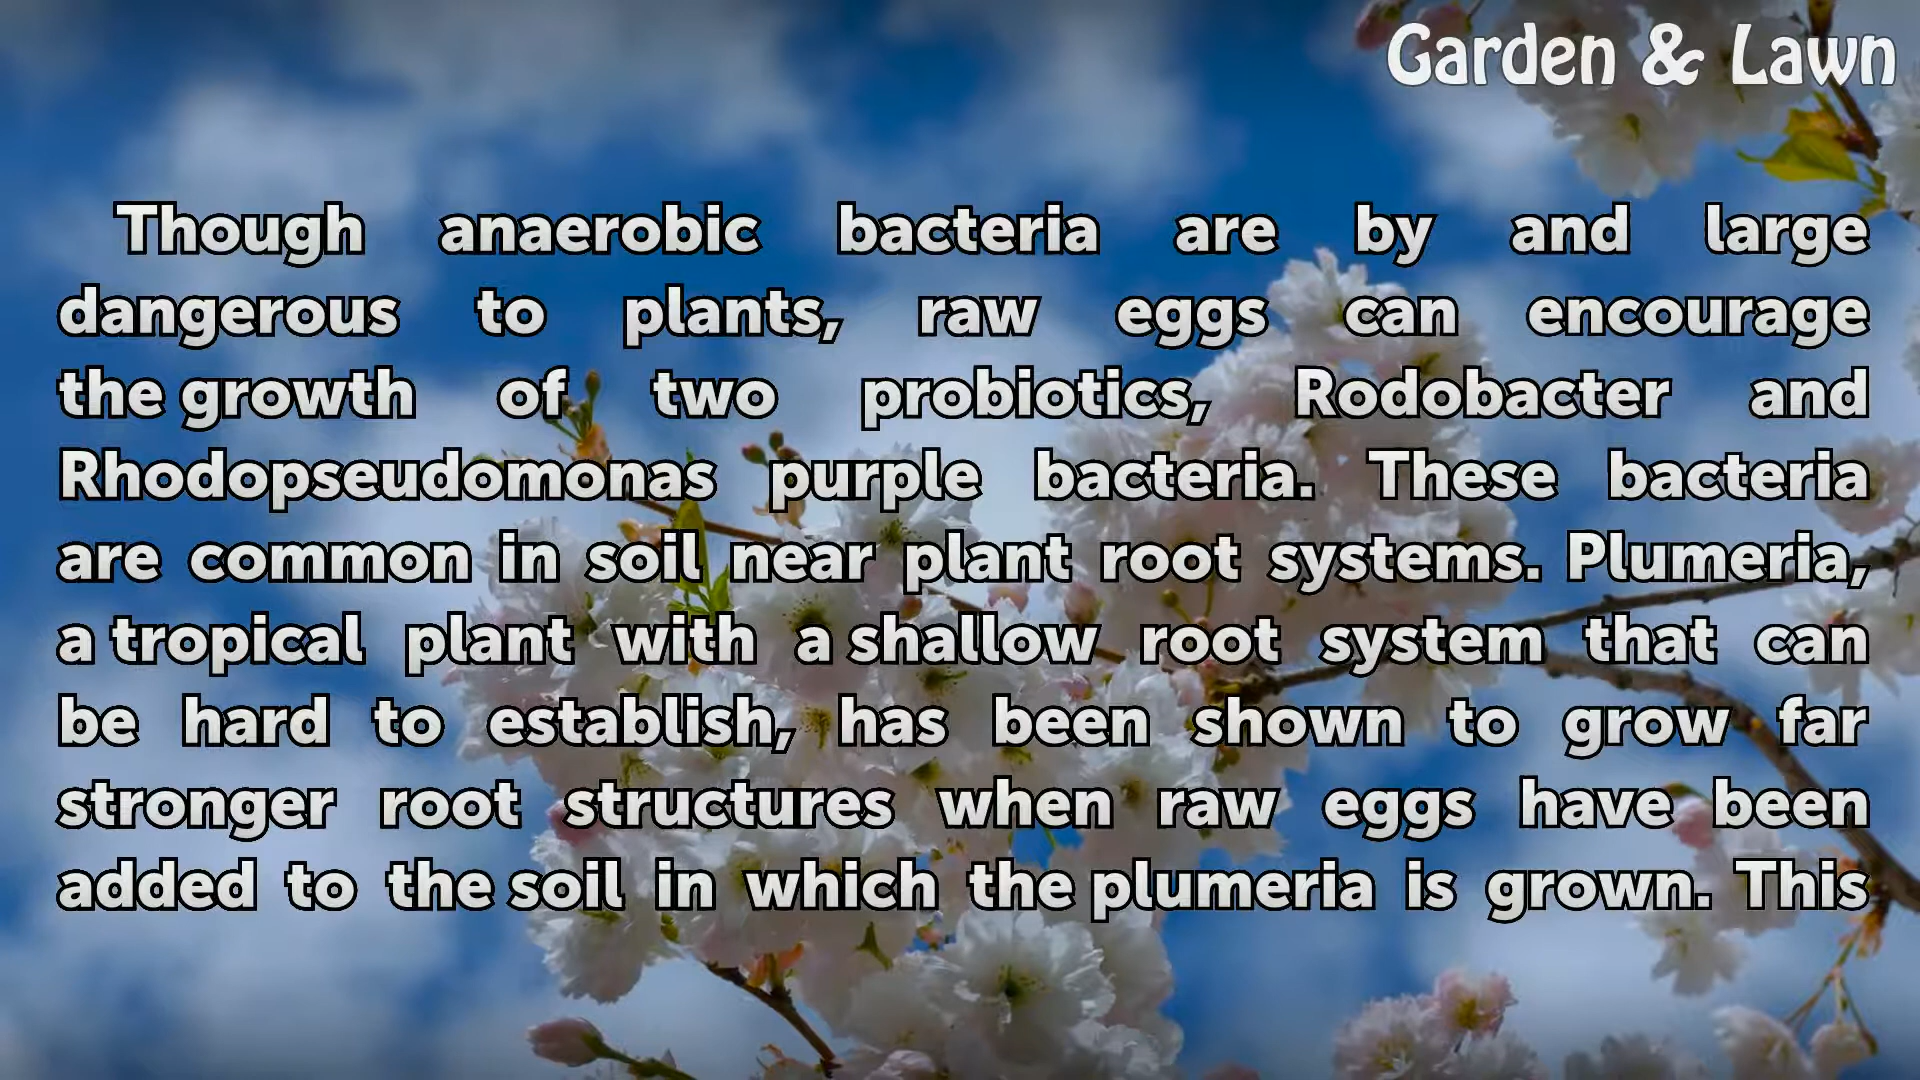 Garden & Lawn
Though anaerobic bacteria are by and large
dangerous to plants, raw eggs can encourage
the growth of two probiotics, Rodobacter and
Rhodopseudomonas purple bacteria. These bacteria
are common in soil near plant root systems. Plumeria,
a tropical plant with a shallow root system that can
be hard to establish, has been shown to grow far
stronger root structures when raw eggs have been
added to the soil in which the plumeria is grown. This